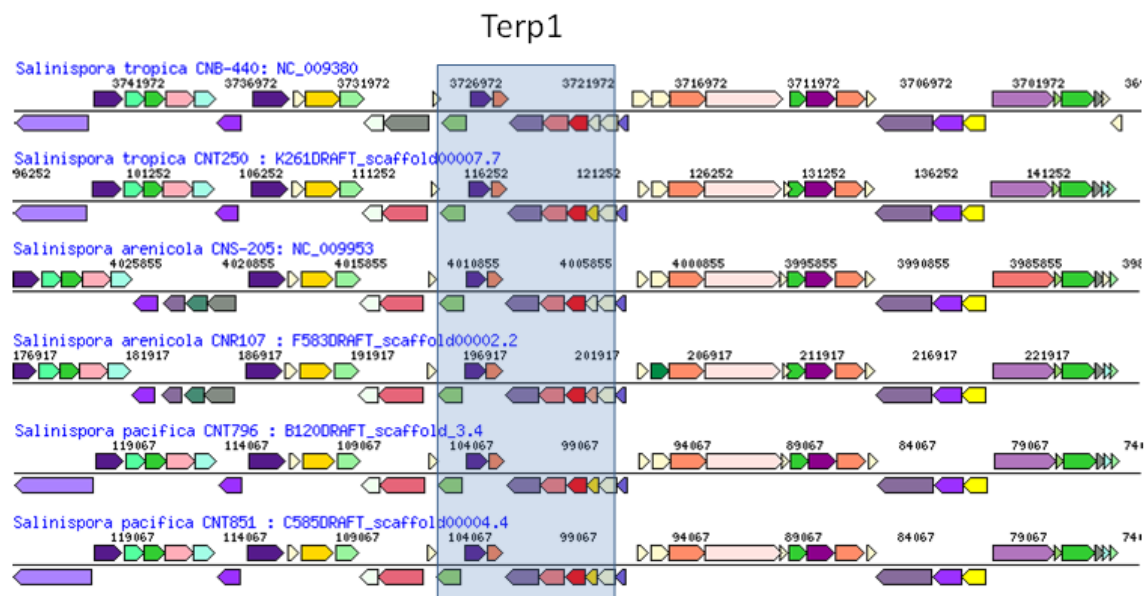 Terp1
Salinispora tropica CNB-440: NC_009380
3741972 3736972 3731972 3726972 3721972 3716972 3711972 3706972 3701972
Salinispora tropica CNT250 : K261DRAFT_scaffold00007.7
96252 101252 106252 111252 116252 121252 126252 131252 136252 141252
Salinispora arenicola CNS-205: NC_009953
4025855 4020855 4015855 4010855 4005855 4000855 3995855 3990855 3985855 398
Salinispora arenicola CNR107 : F583DRAFT_scaffold00002.2
176917 181917 186917 191917 196917 201917 206917 211917 216917 221917
Salinispora pacifica CNT796 : B120DRAFT_scaffold_3.4
119067 114067 109067 104067 99067 94067 89067 84067 79067 740
Salinispora pacifica CNT851 : C585DRAFT_scaffold00004.4
119067 114067 109067 104067 99067 94067 89067 84067 79067 740